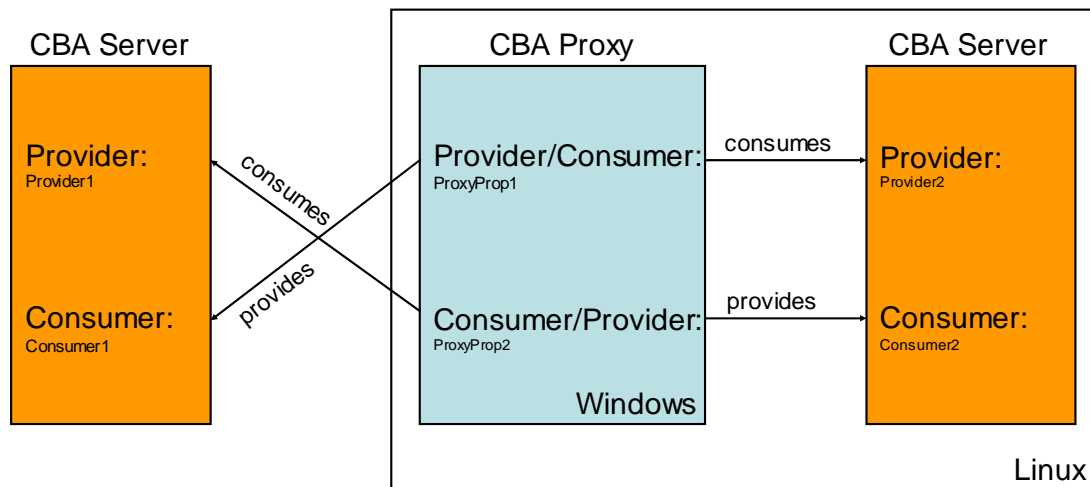 CBA Server
CBA Proxy
CBA Server
Provider:
Provider1
consumes
Provider/Consumer:
ProxyProp1
consumes
Provider:
Provider2
Consumer:
Consumer1
provides
Consumer/Provider:
ProxyProp2
provides
Consumer:
Consumer2
Windows
Linux